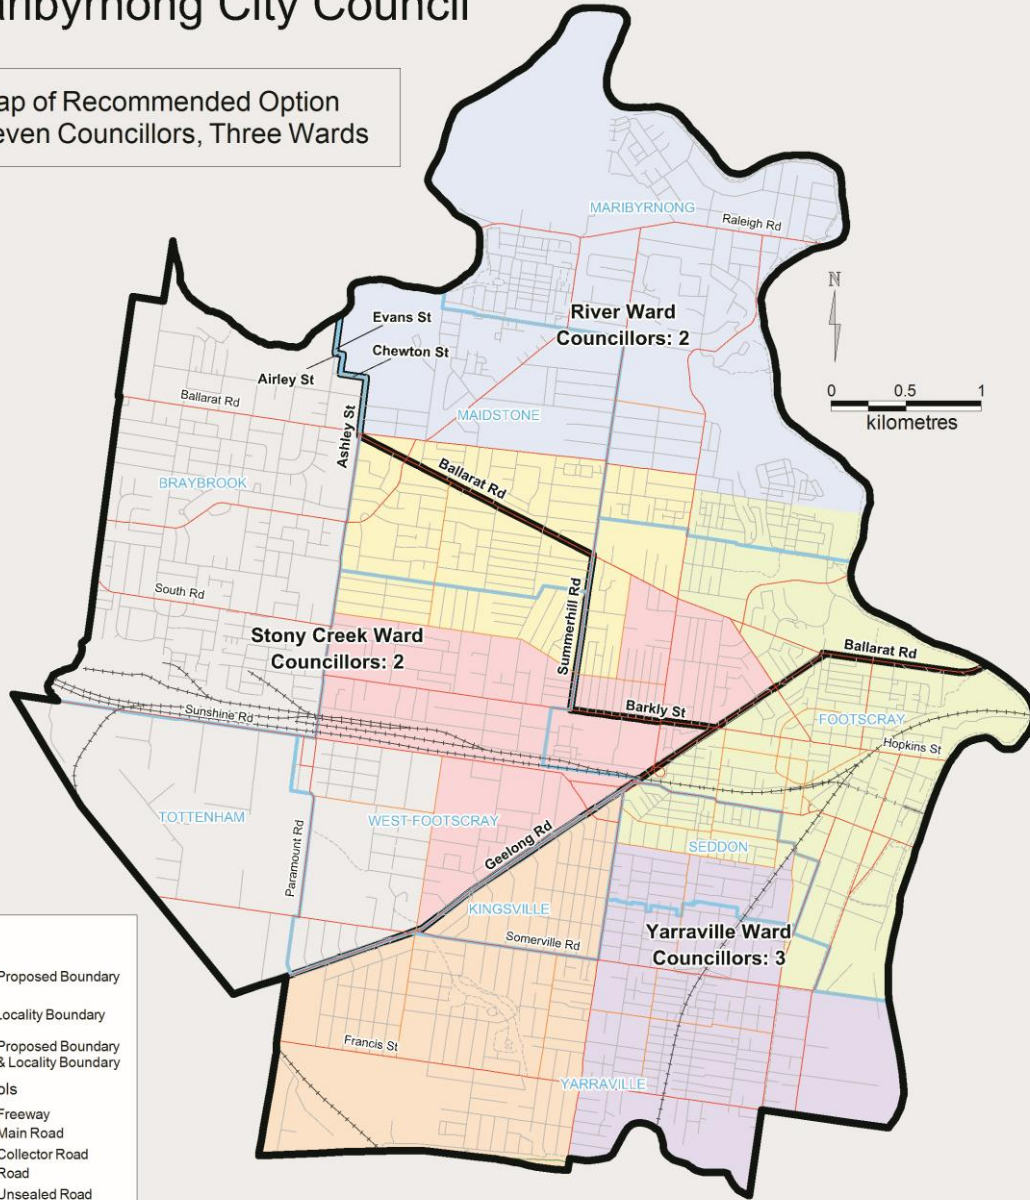 aribyrnong City Council
ap of Recommended Option
even Councillors, Three Wards
MARIBYRNONG
Raleigh Rd
N
River Ward
Councillors: 2
Evans St
Chewton St
Airley St
0 0.5 1
kilometres
Ballarat Rd
Ashley St
MAIDSTONE
BRAYBROOK
Ballarat Rd
South Rd
Summerhill Rd
Stony Creek Ward
Councillors: 2
Ballarat Rd
Barkly St
Sunshine Rd
FOOTSCRAY
Hopkins St
TOTTENHAM
WEST FOOTSCRAY
Paramount Rd
Geelong Rd
SEDDON
KINGSVILLE
Somerville Rd
Yarraville Ward
Councillors: 3
Francis St
YARRAVILLE
Proposed Boundary
Locality Boundary
Proposed Boundary
& Locality Boundary
ols
Freeway
Main Road
Collector Road
Road
Unsealed Road